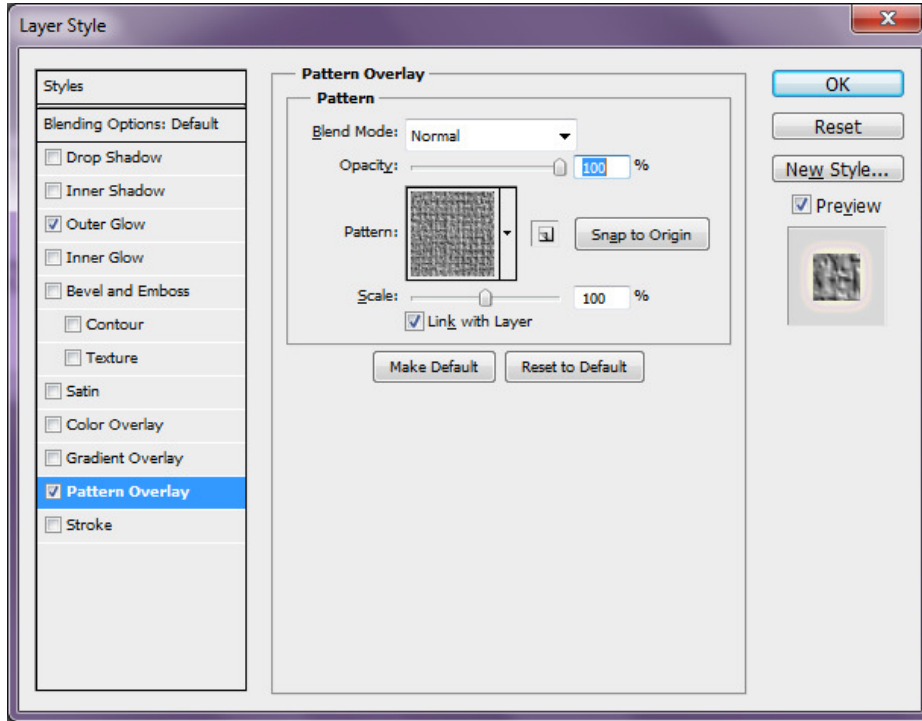 Layer Style
X
Styles
Blending Options: Default
Drop Shadow
Inner Shadow
Outer Glow
Inner Glow
Bevel and Emboss
Contour
Texture
Satin
Color Overlay
Gradient Overlay
Pattern Overlay
Stroke
Pattern Overlay
Pattern
Blend Mode: Normal
Opacity: 100 %
Pattern: Snap to Origin
Scale: 100 %
Link with Layer
Make Default Reset to Default
OK
Reset
New Style...
Preview